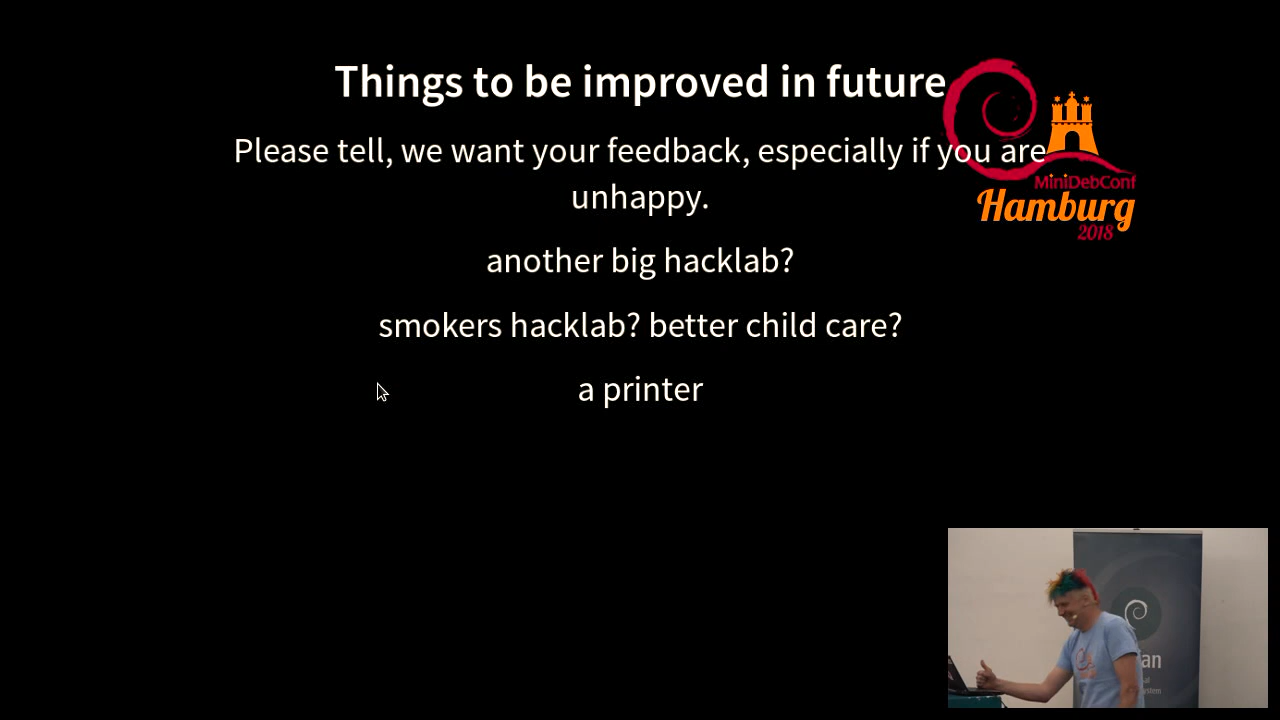 Things to be improved in future
Please tell, we want your feedback, especially if you are
unhappy.
MiniDebConf
Hamburg
2018
another big hacklab?
smokers hacklab? better child care?
a printer